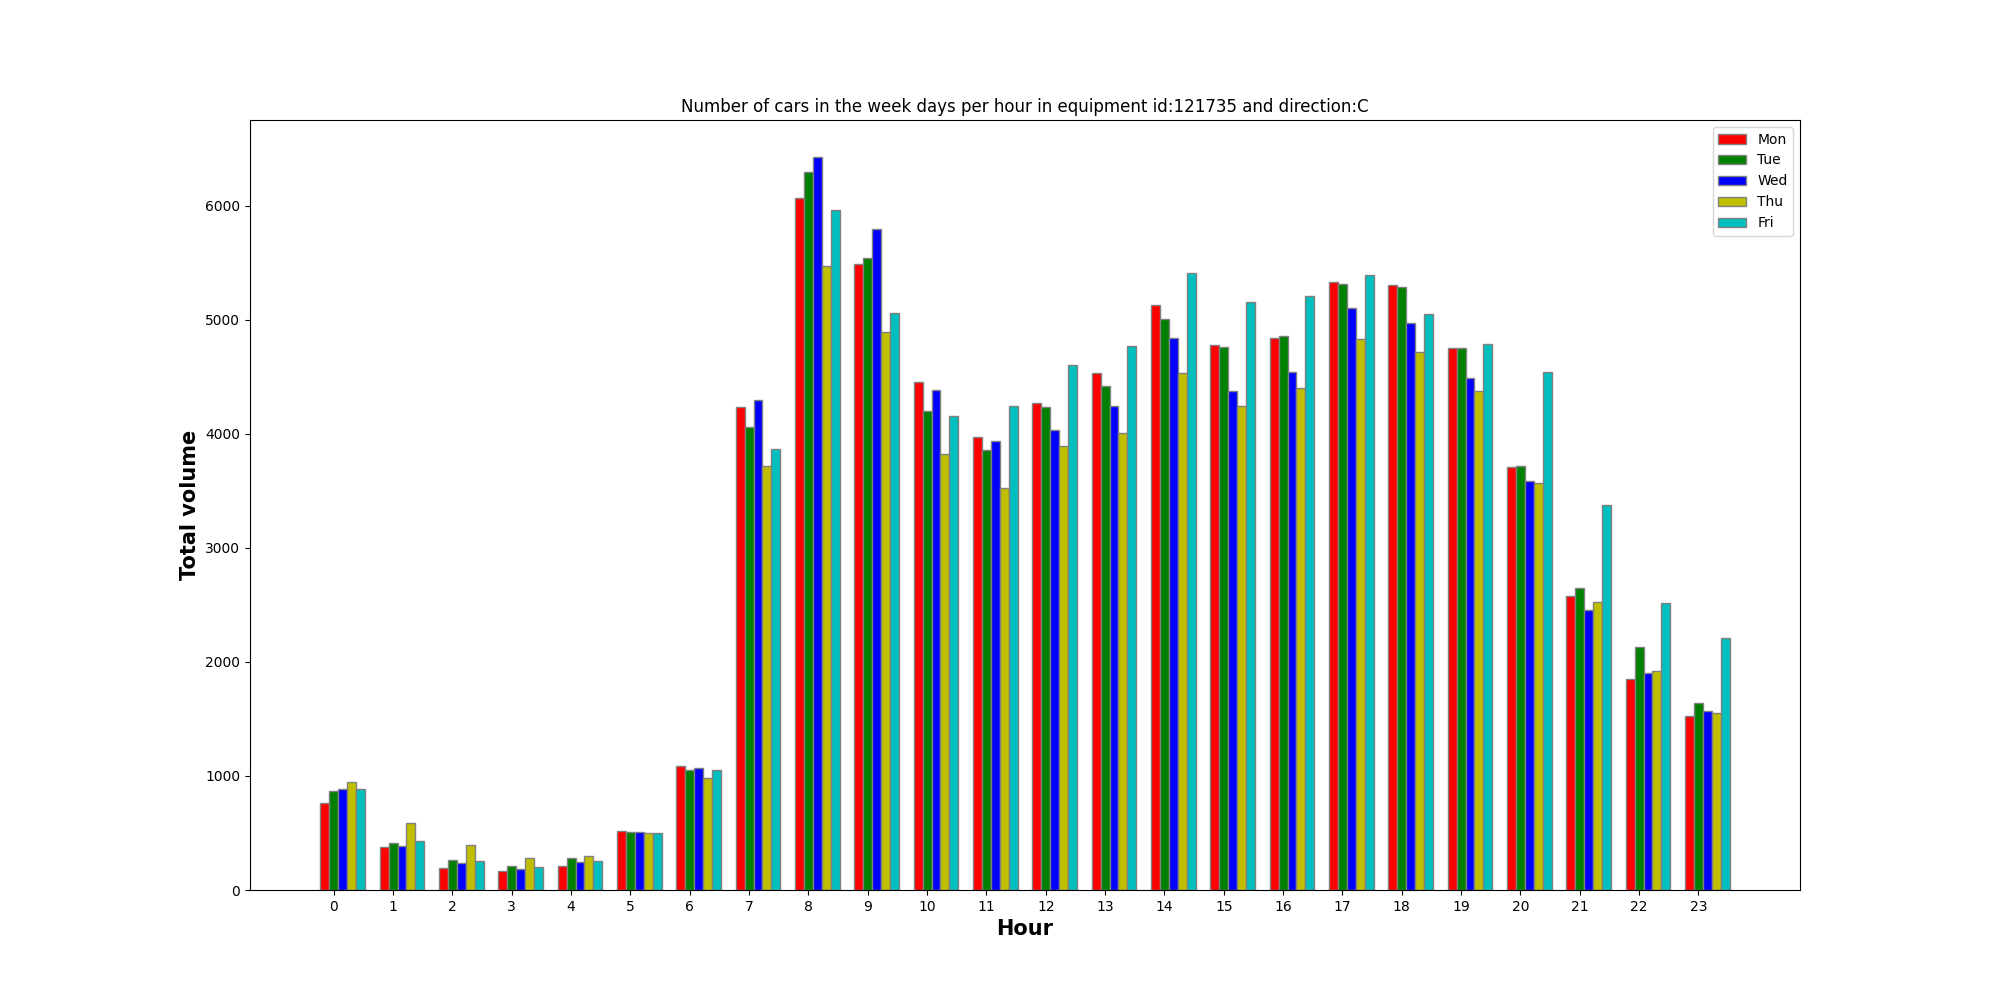 Number of cars in the week days per hour in equipment id:121735 and direction:C
Mon
Tue
Wed
Thu
Fri
Total volume
6000
5000
4000
3000
2000
1000
0
0 1 2 3 4 5 6 7 8 9 10 11 12 13 14 15 16 17 18 19 20 21 22 23
Hour